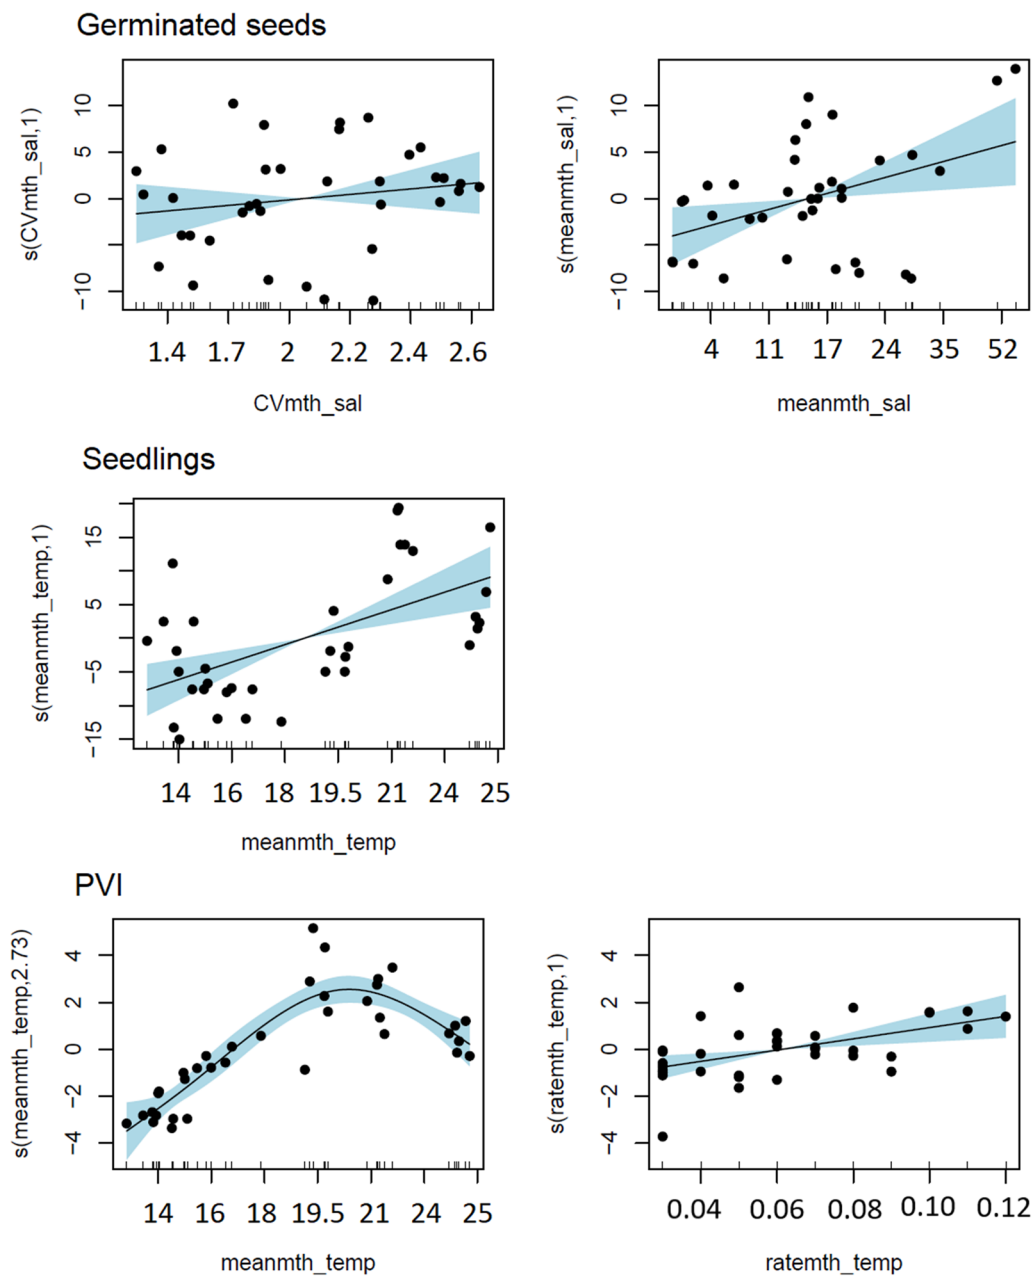 Germinated seeds
s(CVmth_sal,1)
10
5
0
−10
1.4 1.7 2 2.2 2.4 2.6
CVmth_sal
s(meanmth_sal,1)
10
5
0
−10
4 11 17 24 35 52
meanmth_sal
Seedlings
s(meanmth_temp,1)
15
5
−5
−15
14 16 18 19.5 21 24 25
meanmth_temp
PVI
s(meanmth_temp,2.73)
4
2
0
−2
−4
14 16 18 19.5 21 24 25
meanmth_temp
s(ratemth_temp,1)
4
2
0
−2
−4
0.04 0.06 0.08 0.10 0.12
ratemth_temp